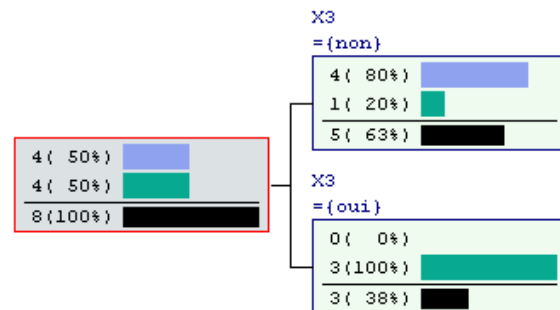 X3
={non}
4( 80%)
1( 20%)
5( 63%)
4( 50%)
4( 50%)
8(100%)
X3
={oui}
0( 0%)
3(100%)
3( 38%)